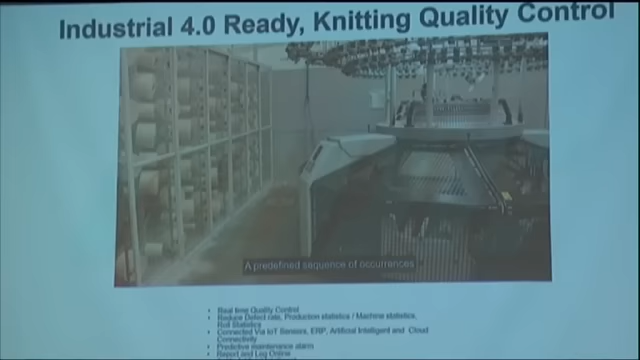 Industrial 4.0 Ready, Knitting Quality Control
A predefined sequence of occurrences
• Real time Quality Control
• Reduce Defect rate, Production statistics / Machine statistics,
Roll Statistics
• Connected Via IoT Sensors, ERP, Artificial Intelligent and Cloud
Connectivity
• Predictive maintenance alarm
• Report and Log Online